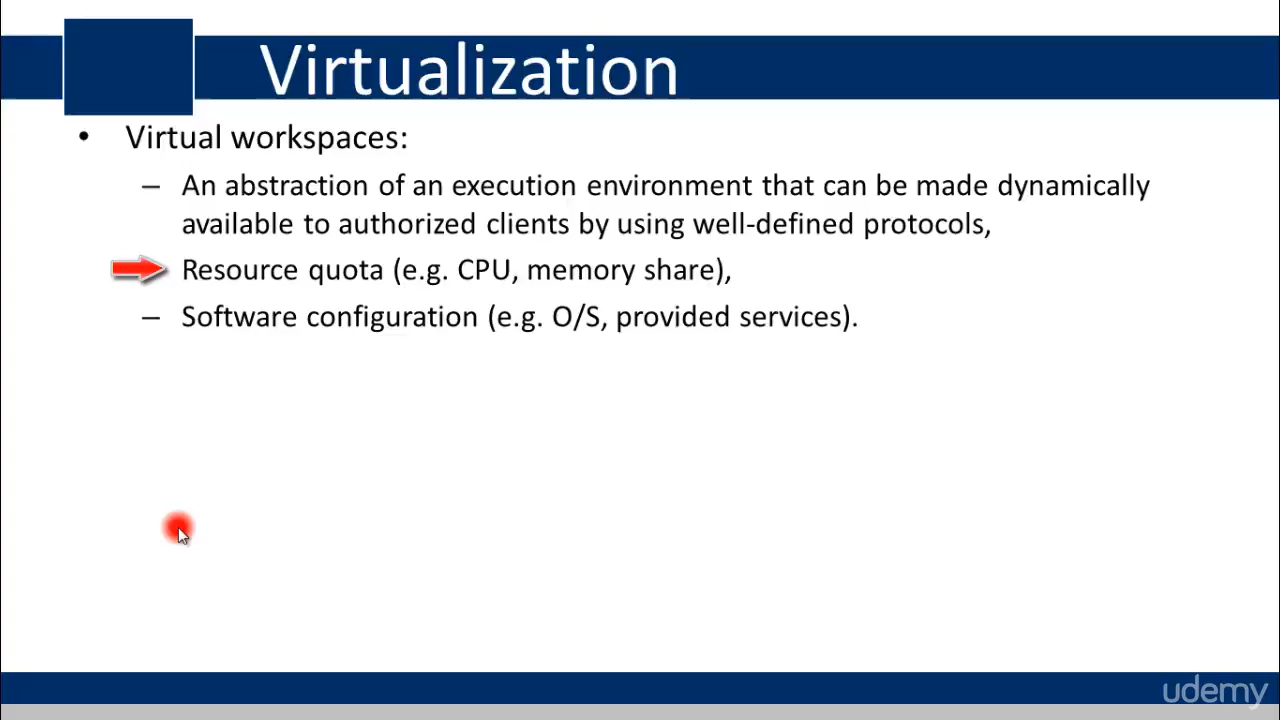 Virtualization
• Virtual workspaces:
– An abstraction of an execution environment that can be made dynamically
available to authorized clients by using well-defined protocols,
Resource quota (e.g. CPU, memory share),
– Software configuration (e.g. O/S, provided services).
udemy